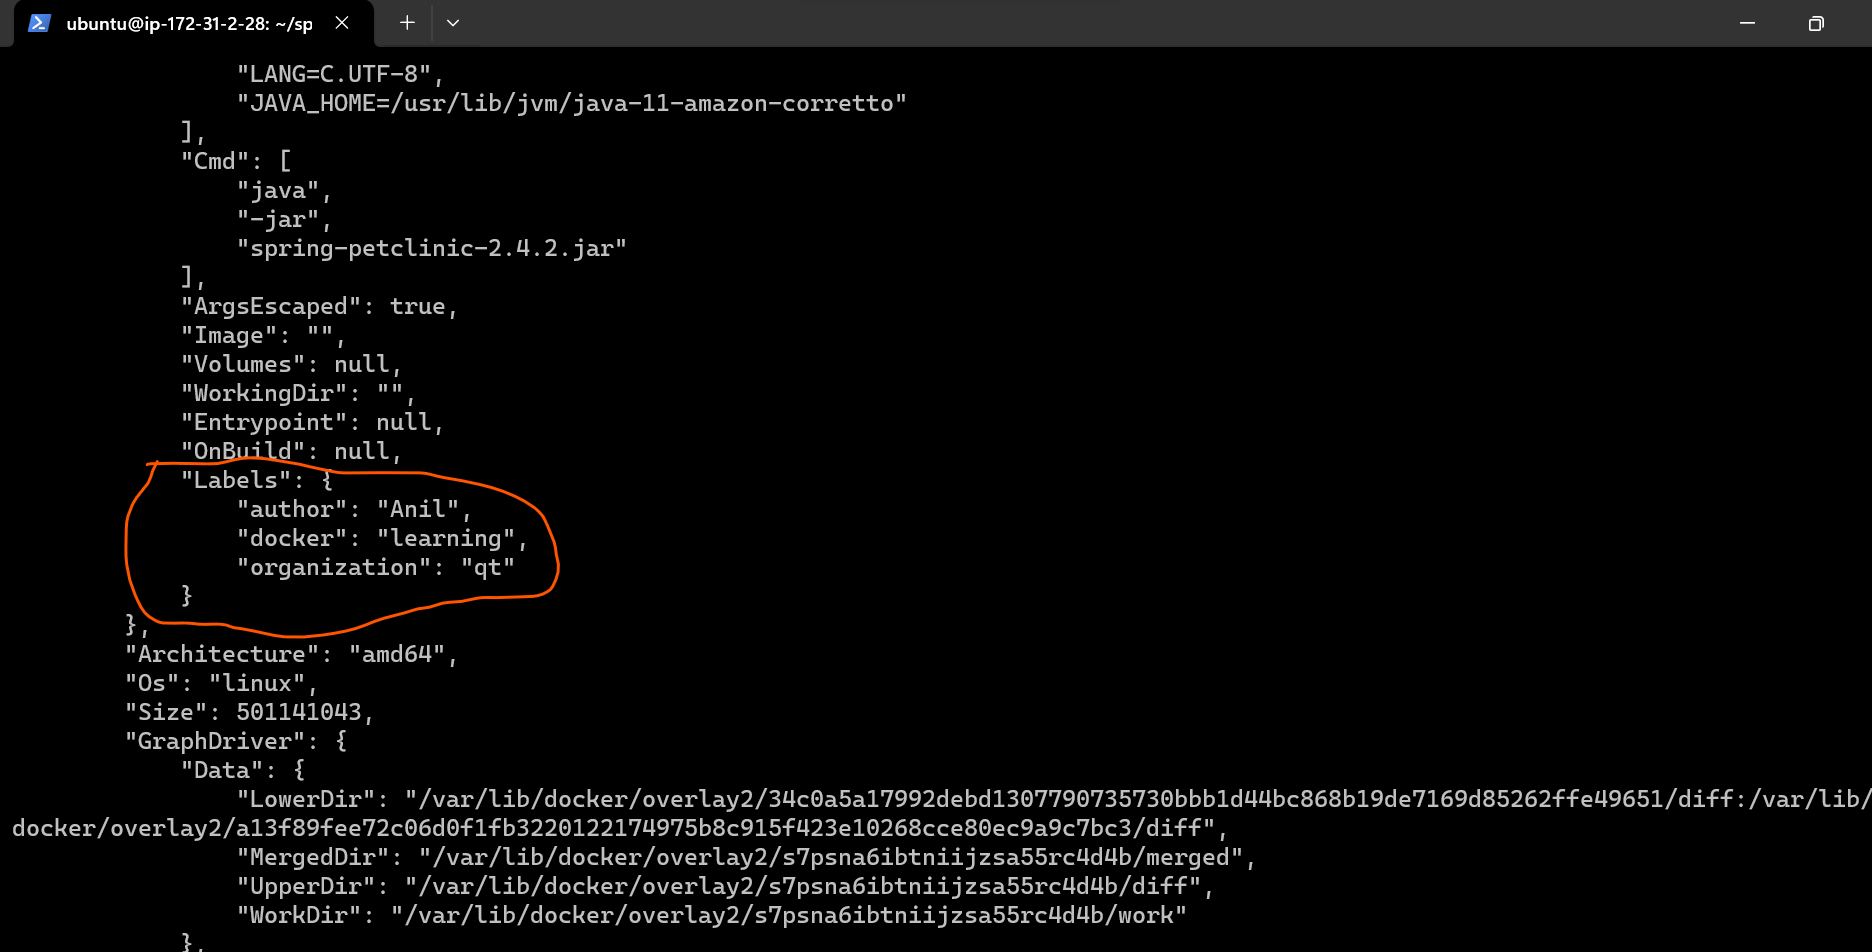 ubuntu@ip-172-31-2-28: ~/sp
"LANG=C.UTF-8",
"JAVA_HOME=/usr/lib/jvm/java-11-amazon-corretto"
],
"Cmd": [
"java",
"-jar",
"spring-petclinic-2.4.2.jar"
],
"ArgsEscaped": true,
"Image": "",
"Volumes": null,
"WorkingDir": "",
"Entrypoint": null,
"OnBuild": null,
"Labels": {
"author": "Anil",
"docker": "learning",
"organization": "qt"
}
},
"Architecture": "amd64",
"Os": "linux",
"Size": 501141043,
"GraphDriver": {
"Data": {
"LowerDir": "/var/lib/docker/overlay2/34c0a5a17992debd1307790735730bbb1d44bc868b19de7169d85262ffe49651/diff:/var/lib/
docker/overlay2/a13f89fee72c06d0f1fb3220122174975b8c915f423e10268cce80ec9a9c7bc3/diff",
"MergedDir": "/var/lib/docker/overlay2/s7psna6ibtniijzsa55rc4d4b/merged",
"UpperDir": "/var/lib/docker/overlay2/s7psna6ibtniijzsa55rc4d4b/diff",
"WorkDir": "/var/lib/docker/overlay2/s7psna6ibtniijzsa55rc4d4b/work"
},